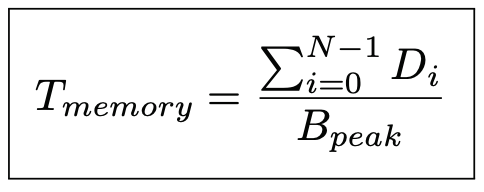 $$T_{memory} = \frac{\sum_{i=0}^{N-1} D_i}{B_{peak}}$$